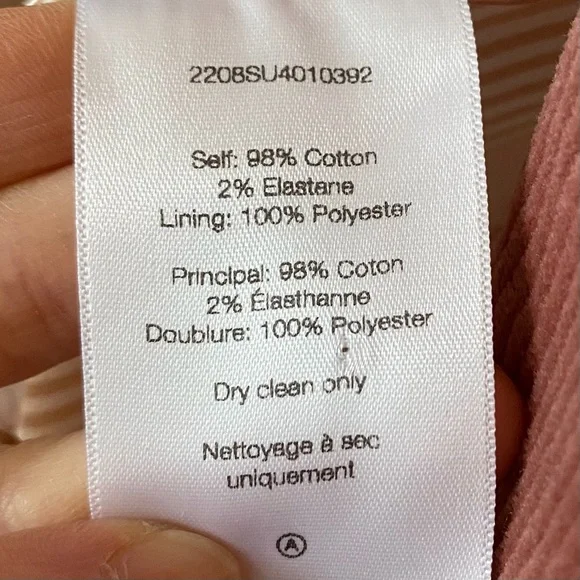 2208SU4010392
Self: 98% Cotton
2% Elastane
Lining: 100% Polyester
Principal: 98% Coton
2% Élasthanne
Doublure: 100% Polyester
Dry clean only
Nettoyage à sec
uniquement
A